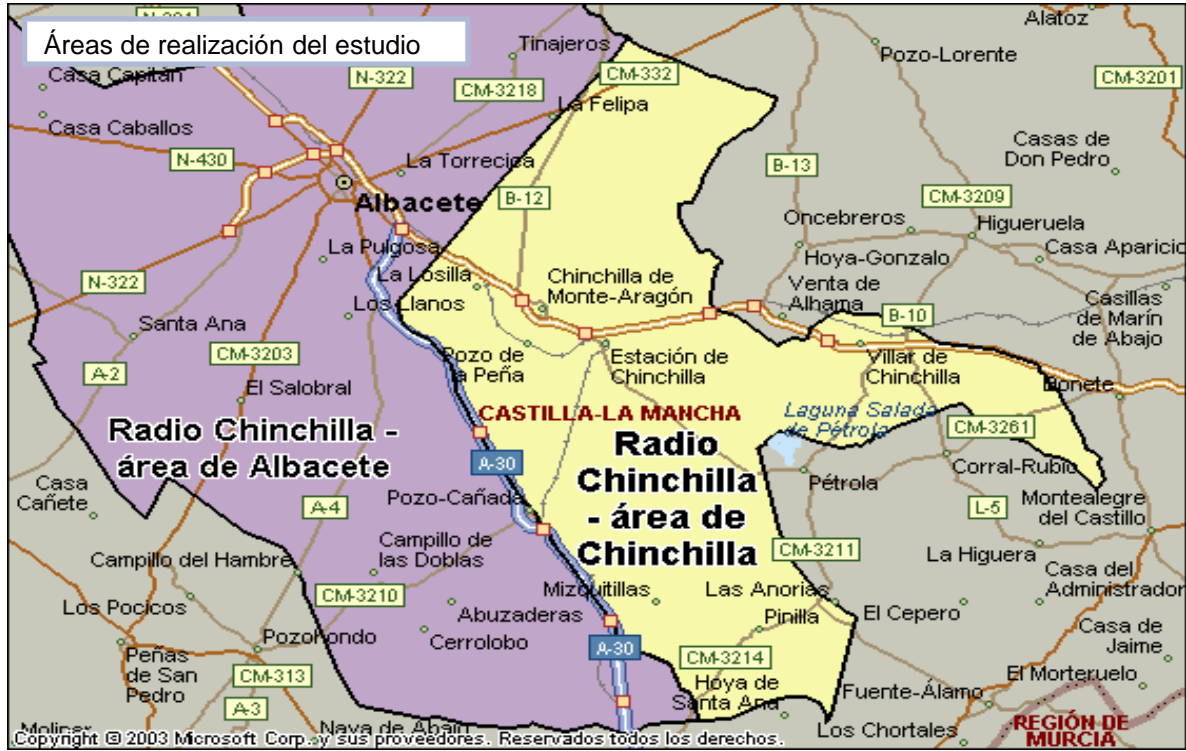 Áreas de realización del estudio
N-301
Alatoz
Tinajeros
Pozo-Lorente
Casa Capitán
N-322
CM-3218
CM-332
CM-3201
La Felipa
Casa Caballos
Casas de
Don Pedro
N-430
La Torrecica
B-13
Albacete
B-12
CM-3209
Oncebreros
Higueruela
La Pulgosa
Hoya-Gonzalo
Casa Aparicio
N-322
La Losilla
Chinchilla de
Monte-Aragón
Venta de
Alhama
Los Llanos
Casillas
de Marín
de Abajo
B-10
Santa Ana
CM-3203
Pozo de
la Peña
Estación de
Chinchilla
Villar de
Chinchilla
A-2
El Salobral
Bonete
CASTILLA-LA MANCHA
Laguna Salada
de Pétrola
Radio Chinchilla -
área de Albacete
Radio
Chinchilla
- área de
Chinchilla
CM-3261
A-30
Corral-Rubio
Casa
Cañete
Pétrola
Pozo-Cañada
Montealegre
del Castillo
A-4
L-5
Campillo de
las Doblas
CM-3211
La Higuera
Campillo del Hambre
Casa del
Administrador
Mizquitillas
Las Anorias
CM-3210
Los Pocicos
Abuzaderas
Pinilla
El Cepero
Pozohondo
Cerrolobo
Casa de
Jaime
A-30
Peñas
de San
Pedro
CM-313
CM-3214
El Morteruelo
Hoya de
Santa Ana
Fuente-Álamo
A-3
Nava de Abajo
Los Chortales
REGIÓN DE
MURCIA
Copyright © 2003 Microsoft Corp. y sus proveedores. Reservados todos los derechos.